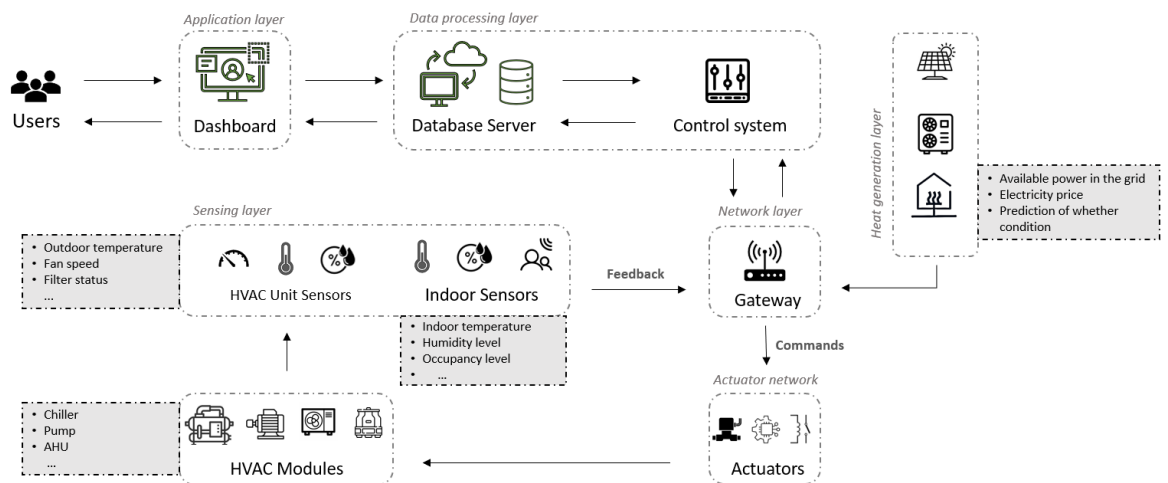 Application layer
Data processing layer
Users
Dashboard
Database Server
Control system
Heat generation layer
• Available power in the grid
• Electricity price
• Prediction of whether
condition
Sensing layer
Network layer
• Outdoor temperature
• Fan speed
• Filter status
...
%
%
HVAC Unit Sensors
Indoor Sensors
Feedback
Gateway
• Indoor temperature
• Humidity level
• Occupancy level
• ...
Commands
Actuator network
• Chiller
• Pump
• AHU
...
HVAC Modules
Actuators